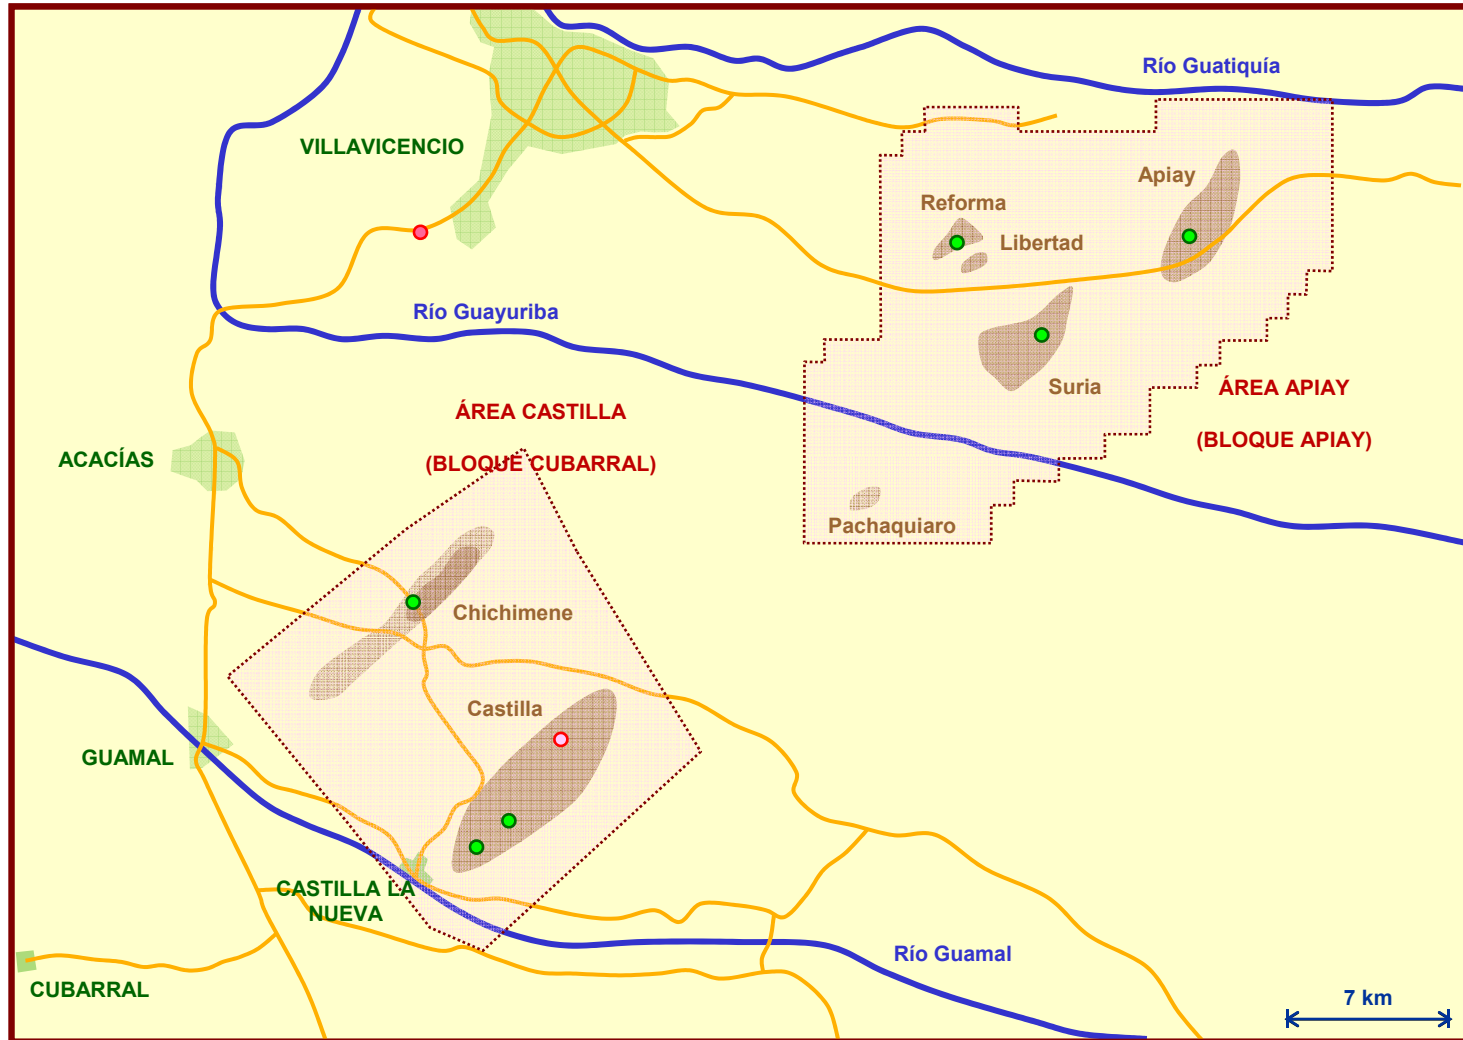 Río Guatiquía
VILLAVICENCIO
Apiay
Reforma
Libertad
Río Guayuriba
Suria
ÁREA APIAY
(BLOQUE APIAY)
ÁREA CASTILLA
(BLOQUE CUBARRAL)
ACACÍAS
Pachaquiaro
Chichimene
Castilla
GUAMAL
CASTILLA LA
NUEVA
Río Guamal
CUBARRAL
7 km